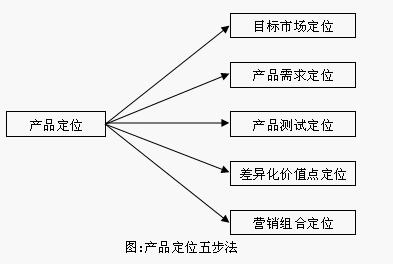 目标市场定位
产品需求定位
产品定位
产品测试定位
差异化价值点定位
营销组合定位
图:产品定位五步法